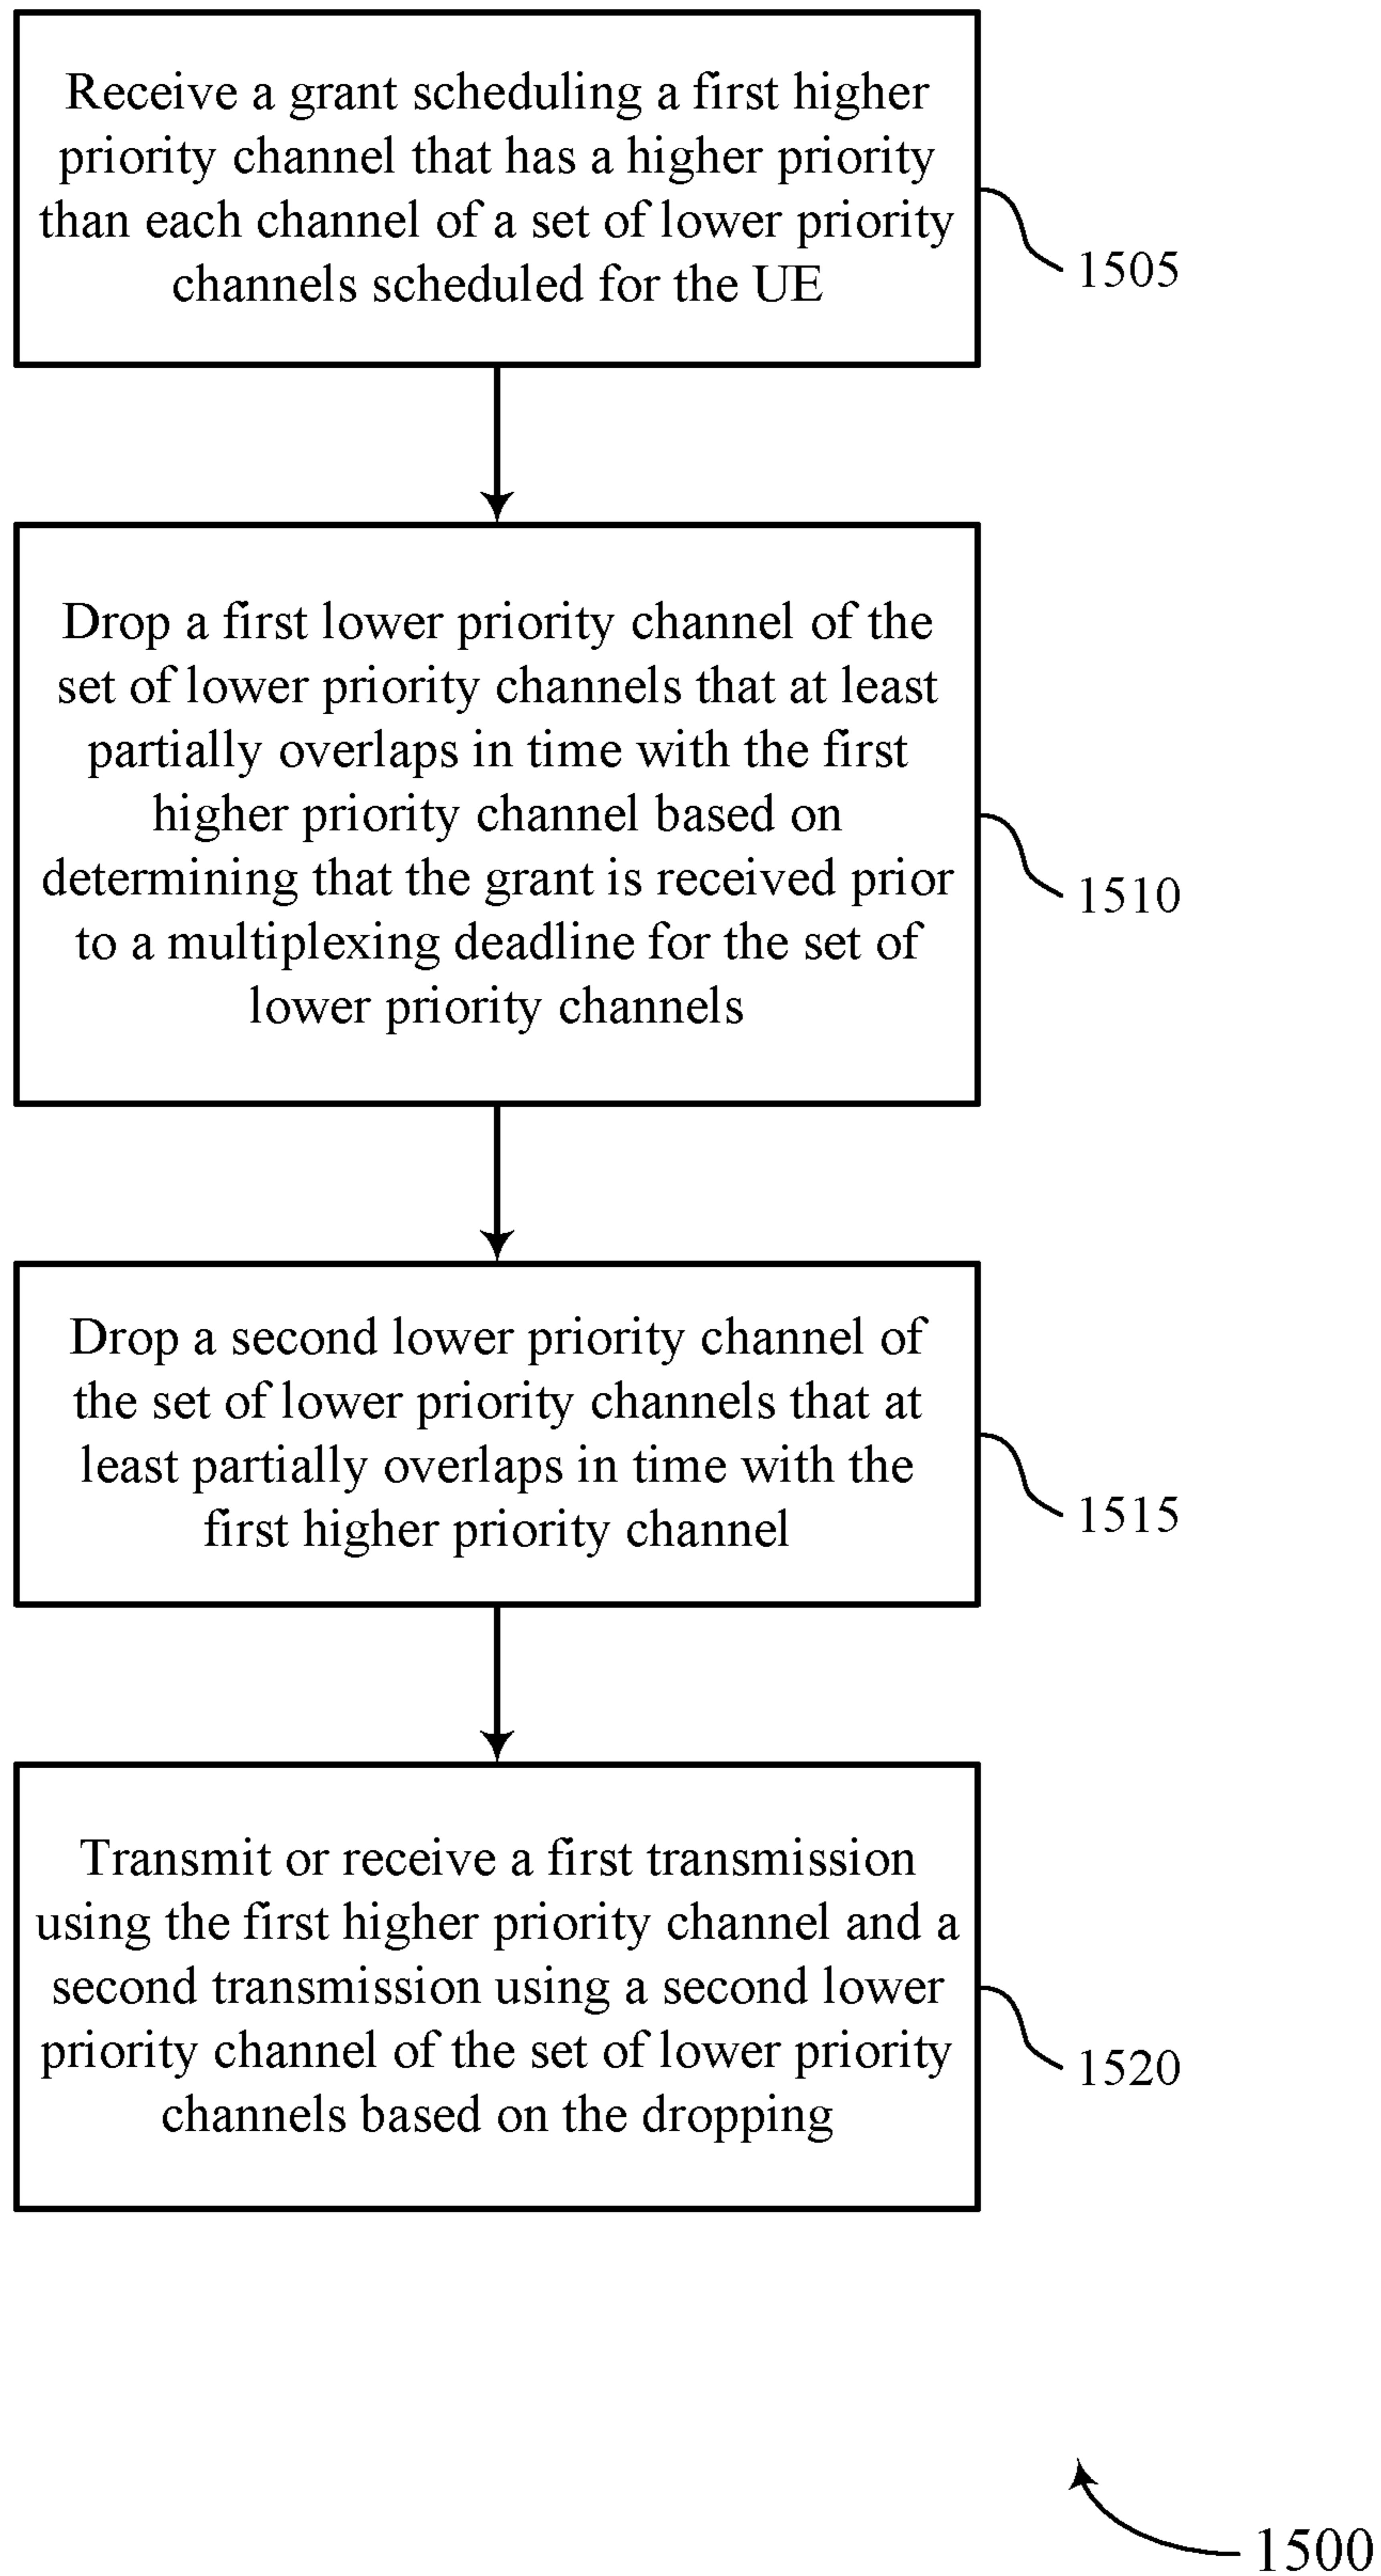 Receive a grant scheduling a first higher
priority channel that has a higher priority
than each channel of a set of lower priority
channels scheduled for the UE
1505
Drop a first lower priority channel of the
set of lower priority channels that at least
partially overlaps in time with the first
higher priority channel based on
determining that the grant is received prior
to a multiplexing deadline for the set of
lower priority channels
1510
Drop a second lower priority channel of
the set of lower priority channels that at
least partially overlaps in time with the
first higher priority channel
1515
Transmit or receive a first transmission
using the first higher priority channel and a
second transmission using a second lower
priority channel of the set of lower priority
channels based on the dropping
1520
1500